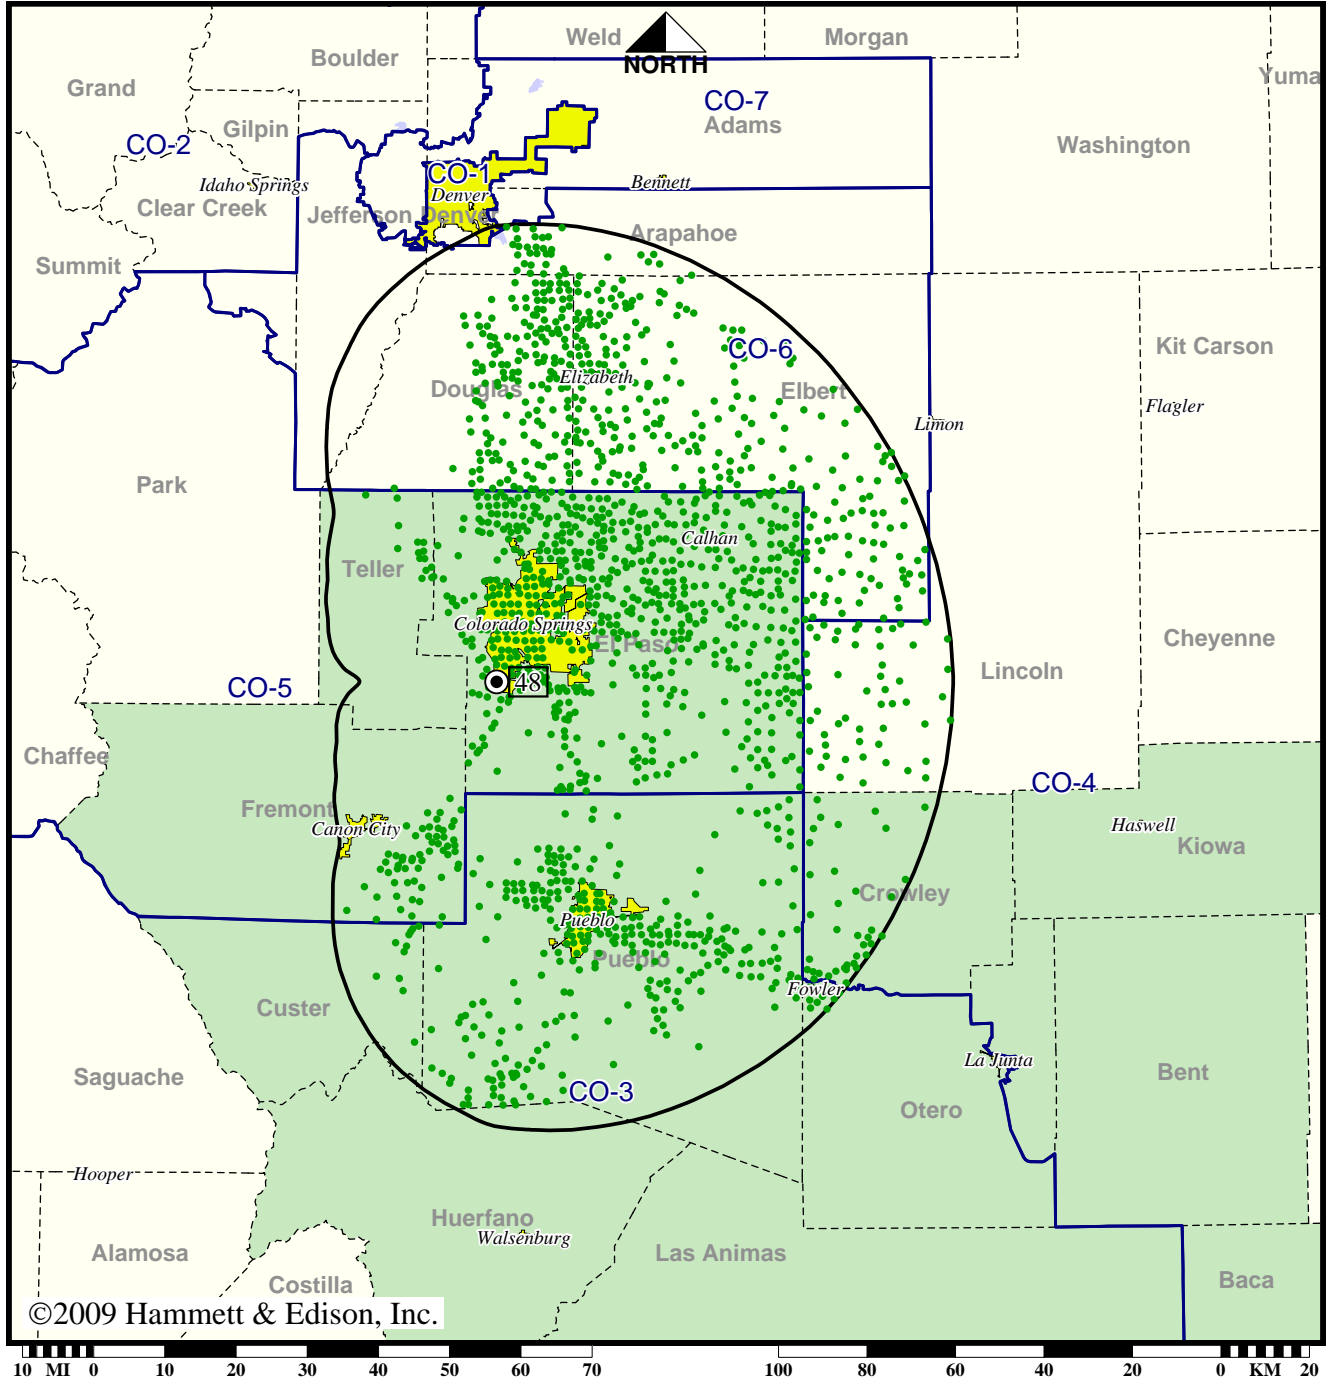 Weld
Morgan
Boulder
NORTH
Yuma
Grand
CO-7
Adams
Gilpin
CO-2
Washington
CO-1
Idaho Springs
Bennett
Denver
Clear Creek
Jefferson
Denver
Arapahoe
Summit
CO-6
Kit Carson
Elizabeth
Douglas
Elbert
Flagler
Limon
Park
Calhan
Teller
Colorado Springs
El Paso
Cheyenne
Lincoln
48
CO-5
Chaffee
CO-4
Fremont
Canon City
Haswell
Kiowa
Crowley
Pueblo
Pueblo
Fowler
Custer
La Junta
Saguache
Bent
CO-3
Otero
Hooper
Huerfano
Walsenburg
Alamosa
Las Animas
Costilla
Baca
©2009 Hammett & Edison, Inc.
10 MI 0 10 20 30 40 50 60 70 100 80 60 40 20 0 KM 20